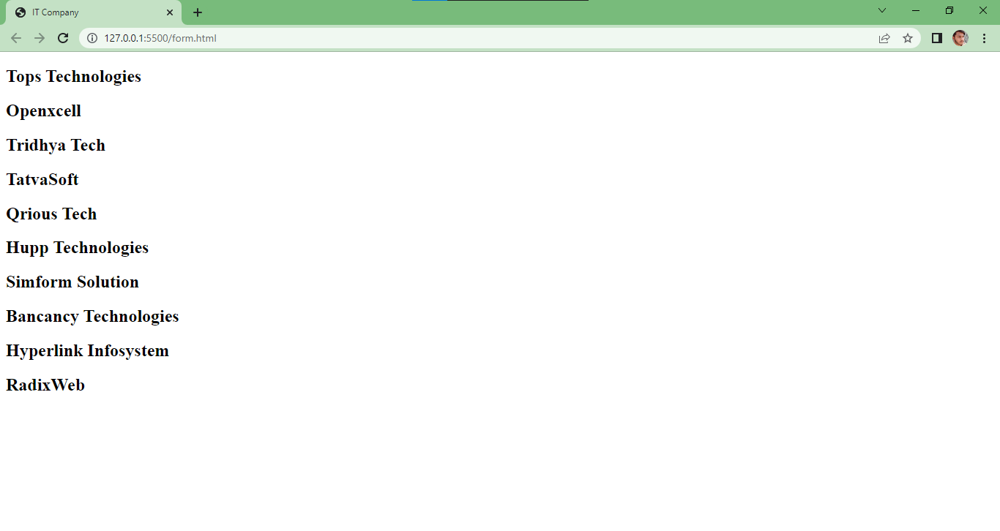 IT Company
127.0.0.1:5500/form.html
Tops Technologies
Openxcell
Tridhya Tech
TatvaSoft
Qrious Tech
Hupp Technologies
Simform Solution
Bancancy Technologies
Hyperlink Infosystem
RadixWeb